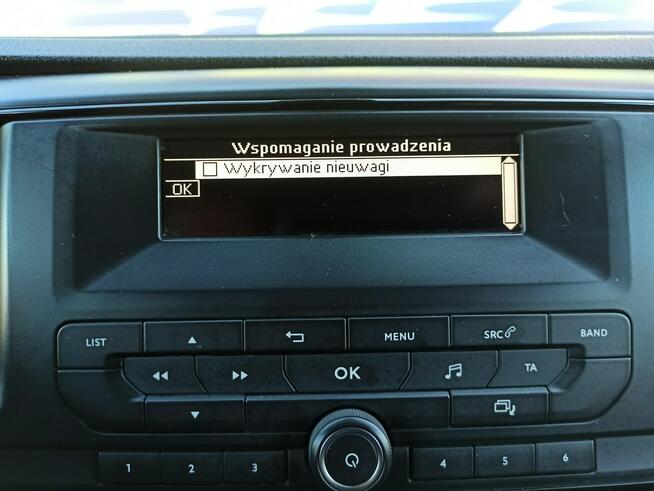 Wspomaganie prowadzenia
Wykrywanie nieuwagi
OK
LIST
MENU
SRC
BAND
OK
TA
1 2 3 4 5 6